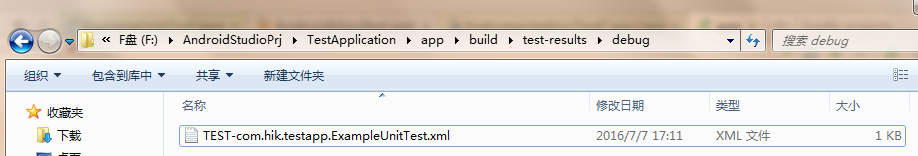 « F盘 (F:) ▸ AndroidStudioPrj ▸ TestApplication ▸ app ▸ build ▸ test-results ▸ debug
搜索 debug
组织 包含到库中 共享 新建文件夹
收藏夹
下载
名称 修改日期 类型 大小
TEST-com.hik.testapp.ExampleUnitTest.xml 2016/7/7 17:11 XML 文件 1 KB